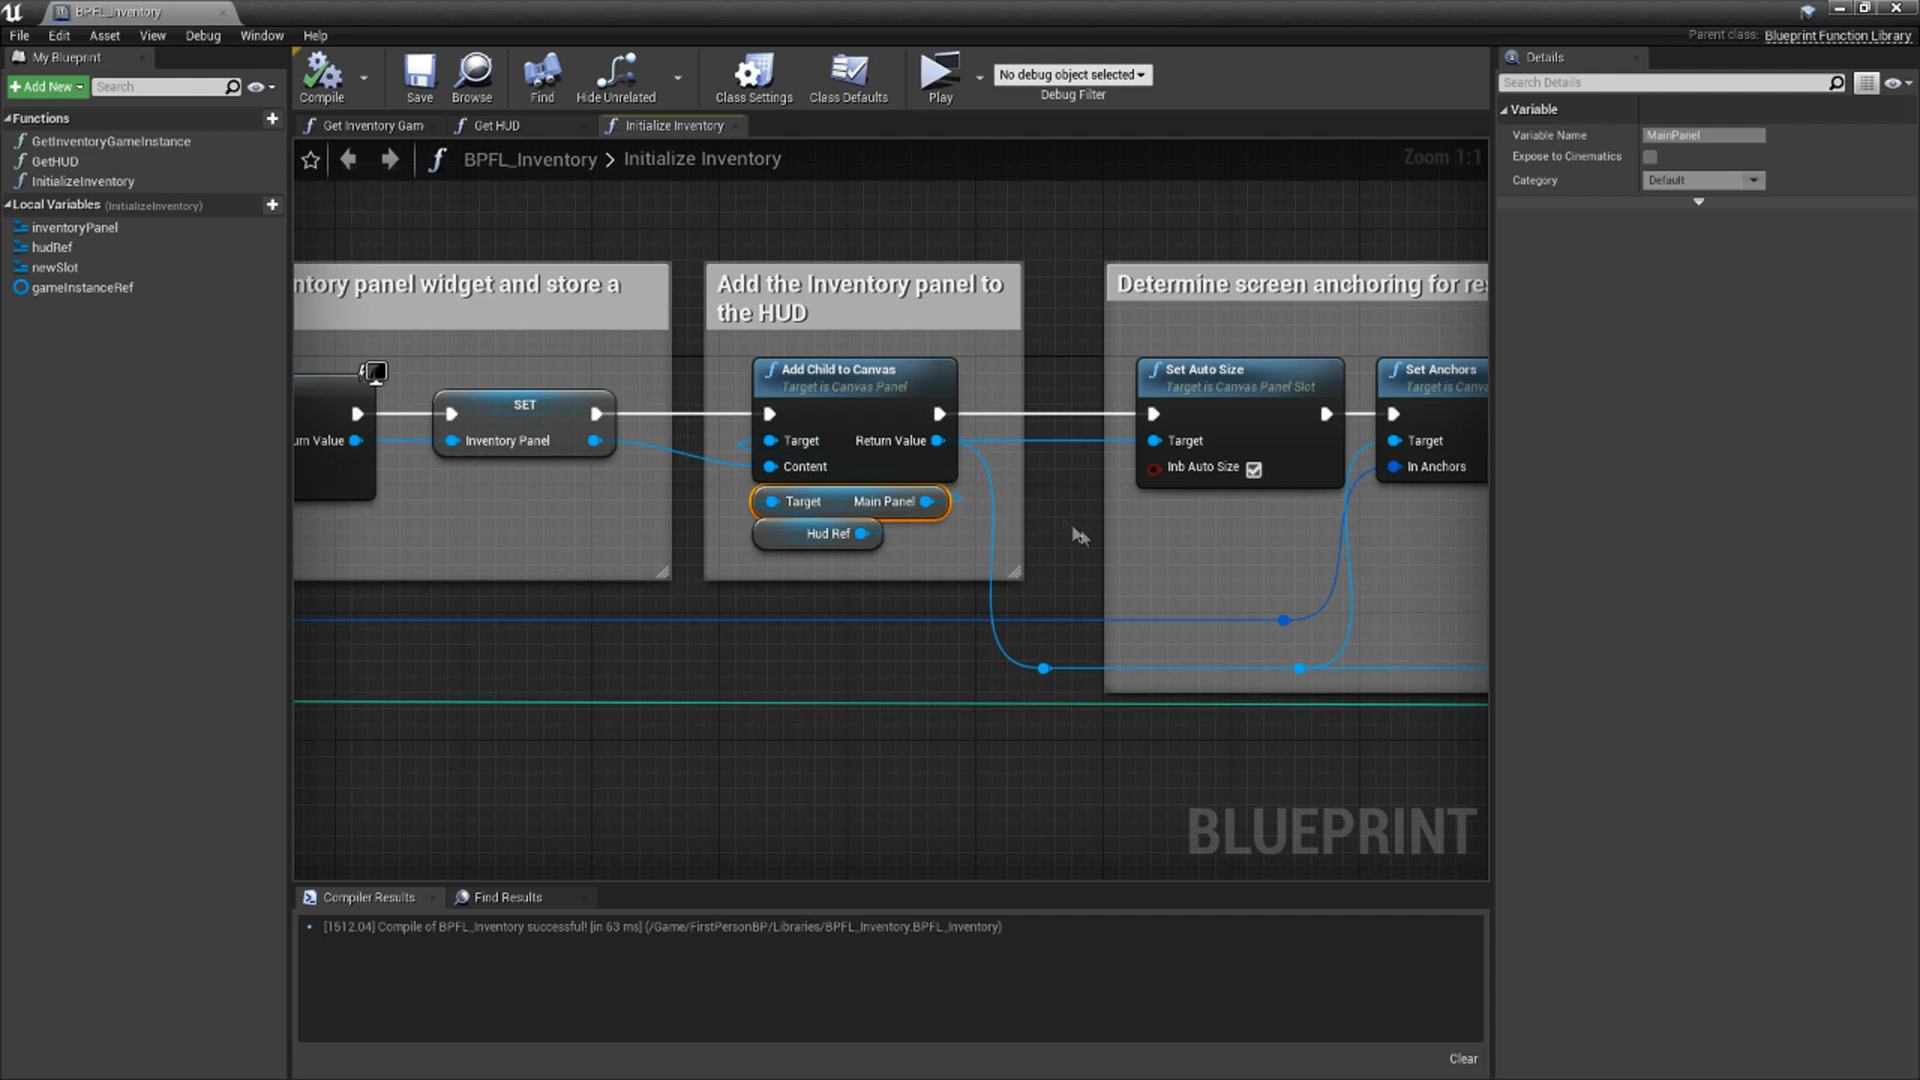 BPFL_Inventory
File Edit Asset View Debug Window Help
Parent class: Blueprint Function Library
My Blueprint
Add New Search
Functions
GetInventoryGameInstance
GetHUD
InitializeInventory
Local Variables (InitializeInventory)
inventoryPanel
hudRef
newSlot
gameInstanceRef
Compile Save Browse Find Hide Unrelated Class Settings Class Defaults Play
No debug object selected
Debug Filter
Get Inventory Gam Get HUD Initialize Inventory
BPFL_Inventory > Initialize Inventory
Zoom 1:1
ntory panel widget and store a
urn Value
SET
Inventory Panel
Add the Inventory panel to
the HUD
Add Child to Canvas
Target is Canvas Panel
Target Return Value
Content
Target Main Panel
Hud Ref
Determine screen anchoring for re
Set Auto Size
Target is Canvas Panel Slot
Target
Inb Auto Size
Set Anchors
Target is Canva
Target
In Anchors
BLUEPRINT
Compiler Results Find Results
[1512.04] Compile of BPFL_Inventory successful! [in 63 ms] (/Game/FirstPersonBP/Libraries/BPFL_Inventory.BPFL_Inventory)
Clear
Details
Search Details
Variable
Variable Name MainPanel
Expose to Cinematics
Category Default